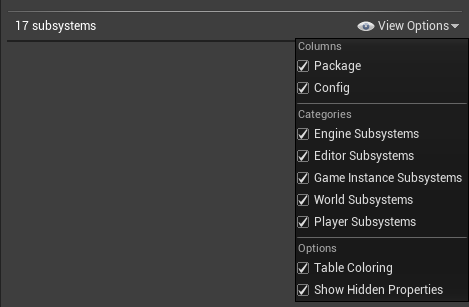 17 subsystems
View Options
Columns
Package
Config
Categories
Engine Subsystems
Editor Subsystems
Game Instance Subsystems
World Subsystems
Player Subsystems
Options
Table Coloring
Show Hidden Properties